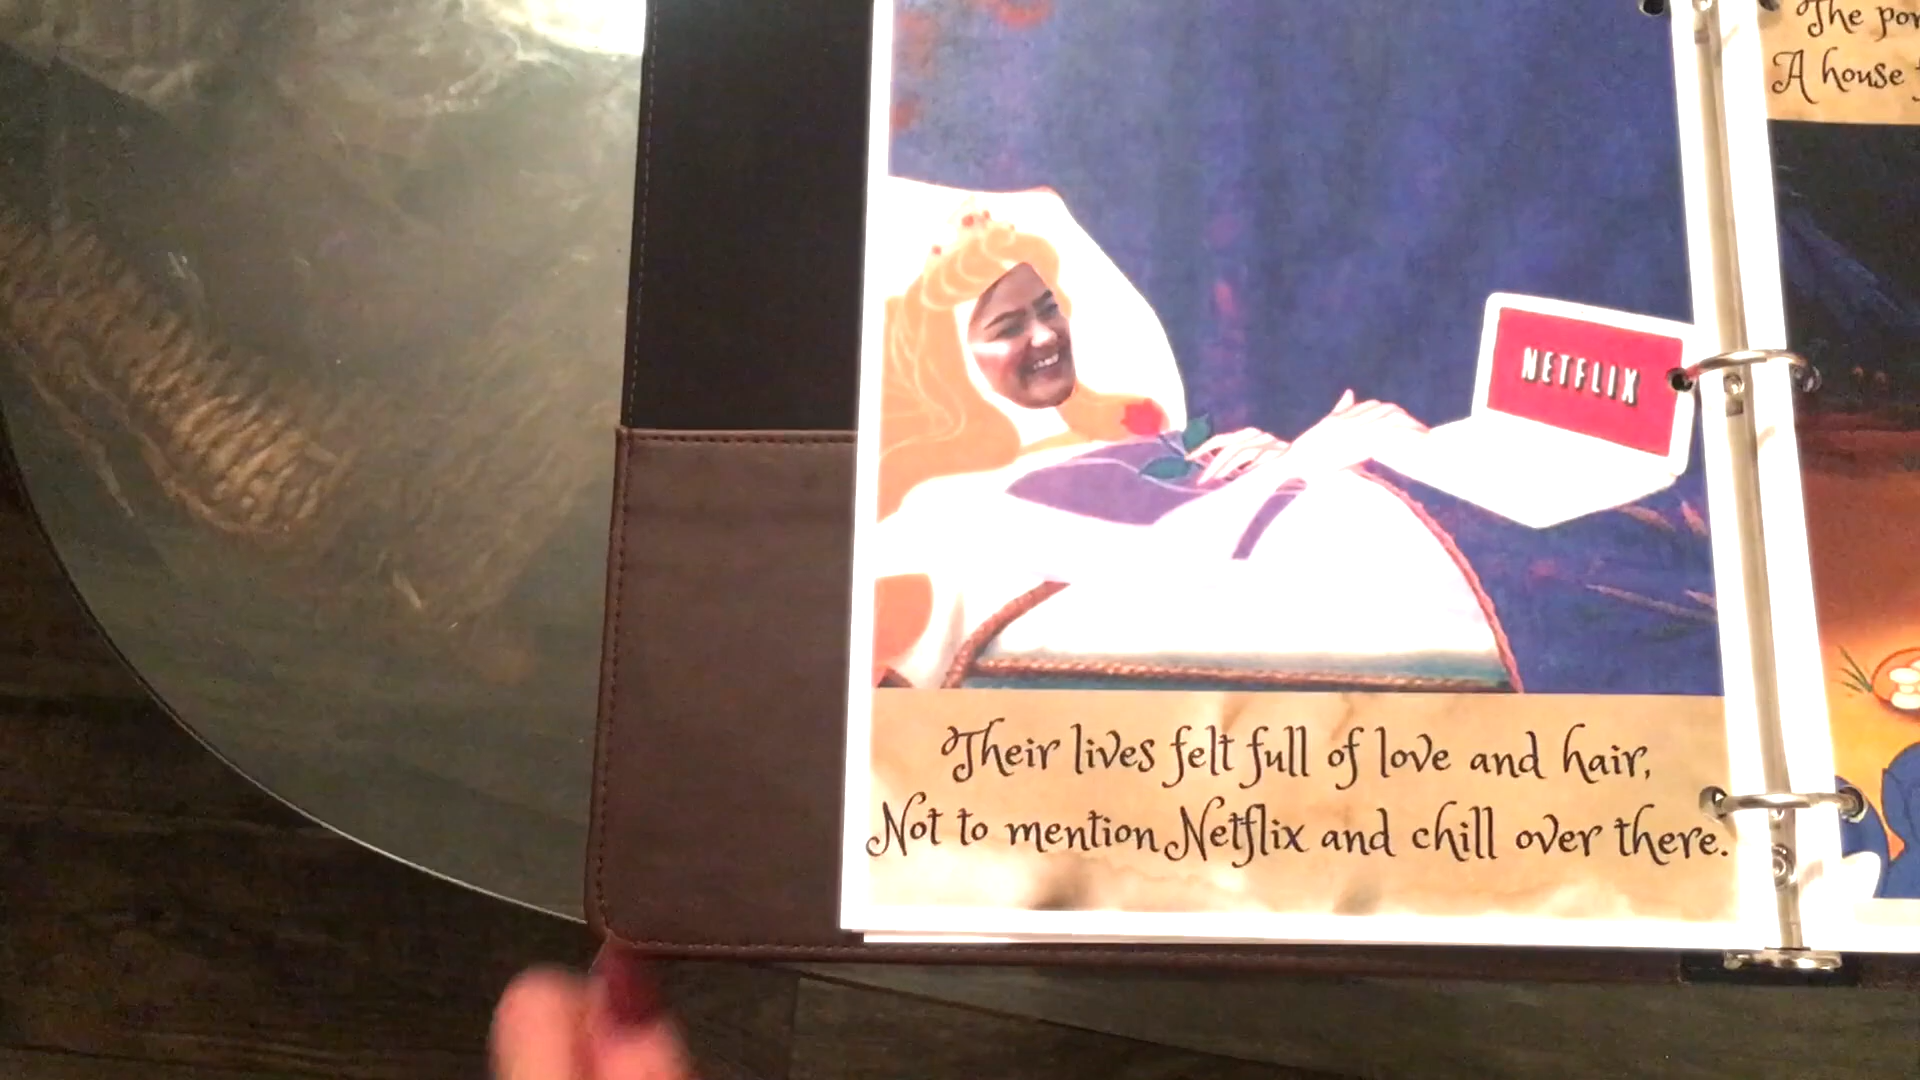 NETFLIX
Their lives felt full of love and hair,
Not to mention Netflix and chill over there.
The
A house